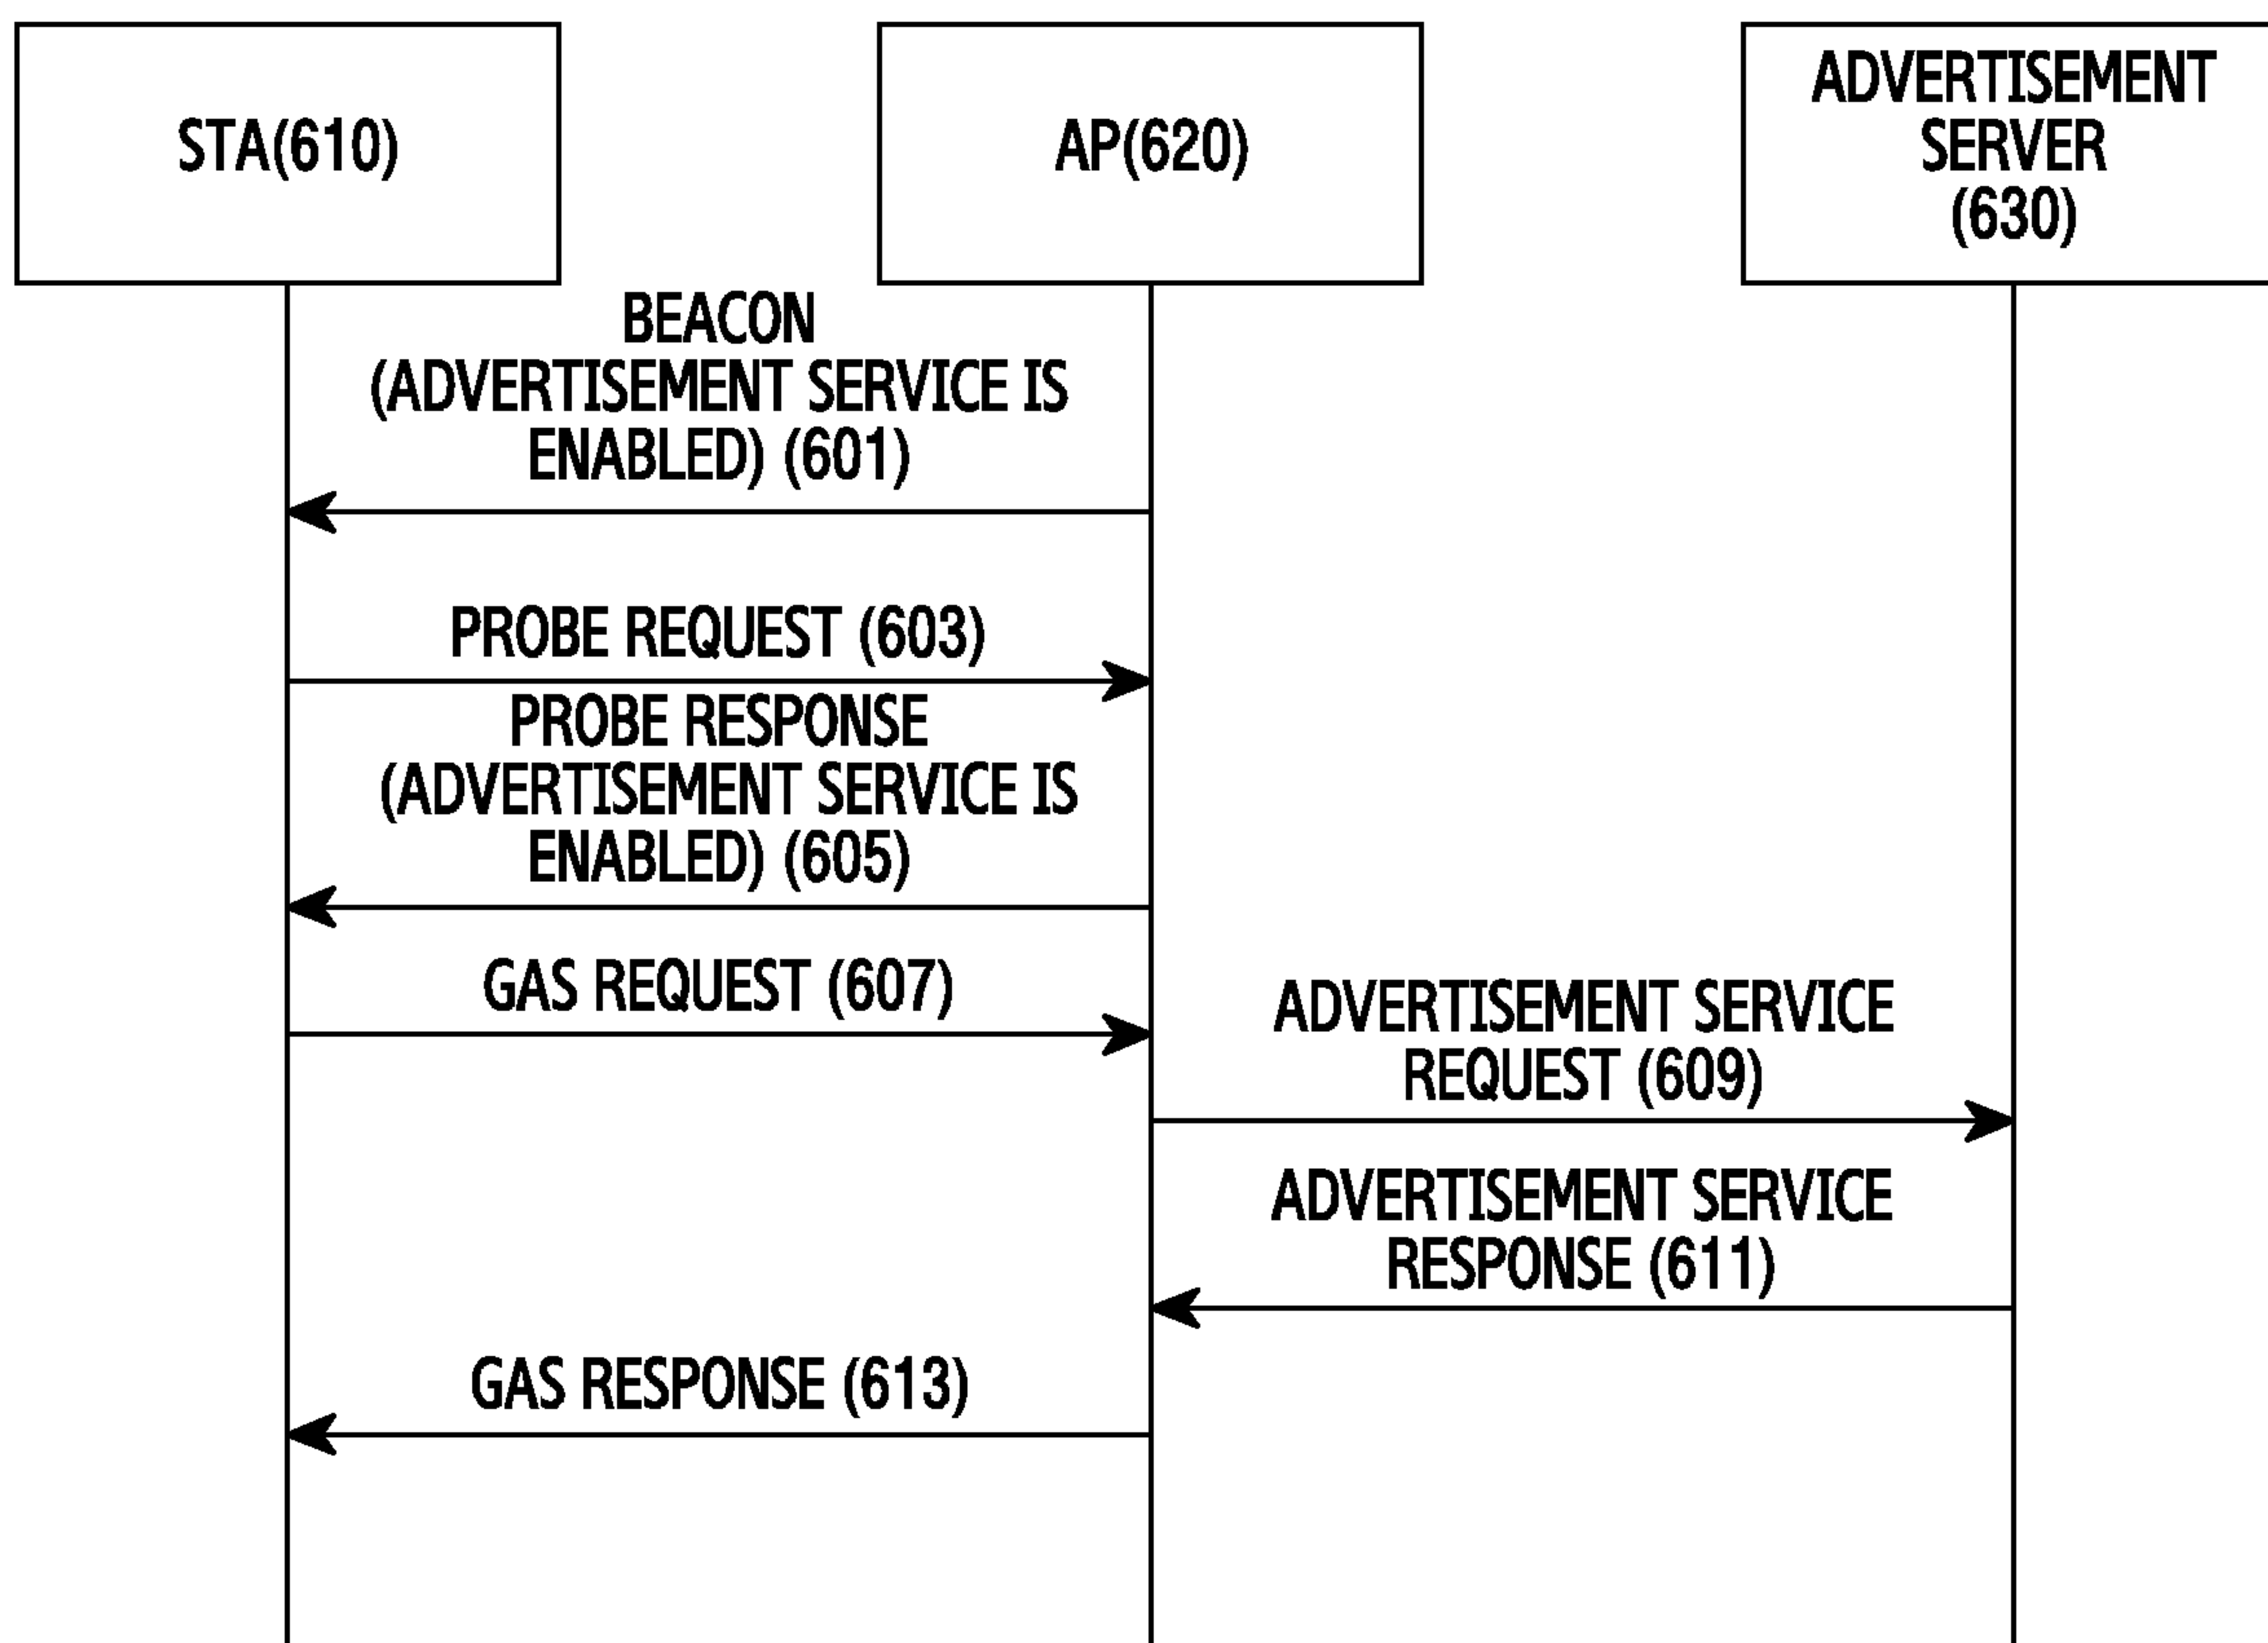 STA(610)
AP(620)
ADVERTISEMENT
SERVER
(630)
BEACON
(ADVERTISEMENT SERVICE IS
ENABLED) (601)
PROBE REQUEST (603)
PROBE RESPONSE
(ADVERTISEMENT SERVICE IS
ENABLED) (605)
GAS REQUEST (607)
ADVERTISEMENT SERVICE
REQUEST (609)
ADVERTISEMENT SERVICE
RESPONSE (611)
GAS RESPONSE (613)